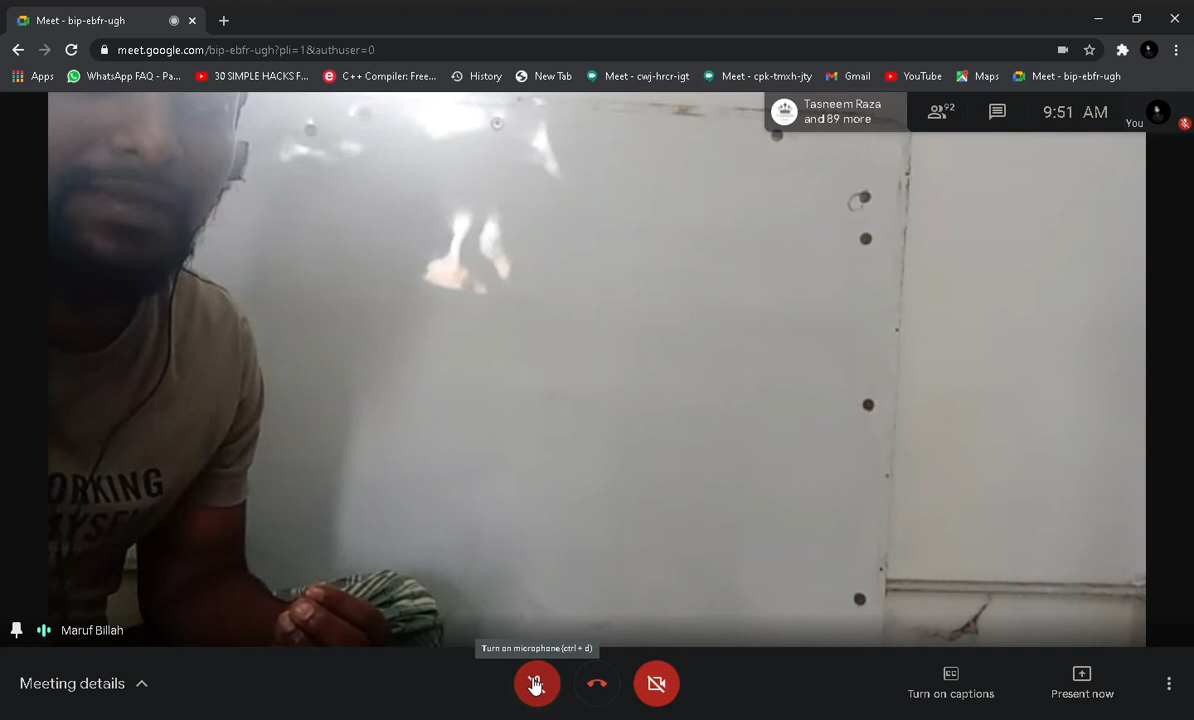 Meet - bip-ebfr-ugh
meet.google.com/bip-ebfr-ugh?pli=1&authuser=0
Apps WhatsApp FAQ - Pa... 30 SIMPLE HACKS F... C++ Compiler: Free... History New Tab Meet - cwj-hrcr-igt Meet - cpk-tmxh-jty Gmail YouTube Maps Meet - bip-ebfr-ugh
Tasneem Raza
and 89 more
92
9:51 AM
You
ORKING
YSE
Maruf Billah
Turn on microphone (ctrl + d)
Meeting details
Turn on captions
Present now